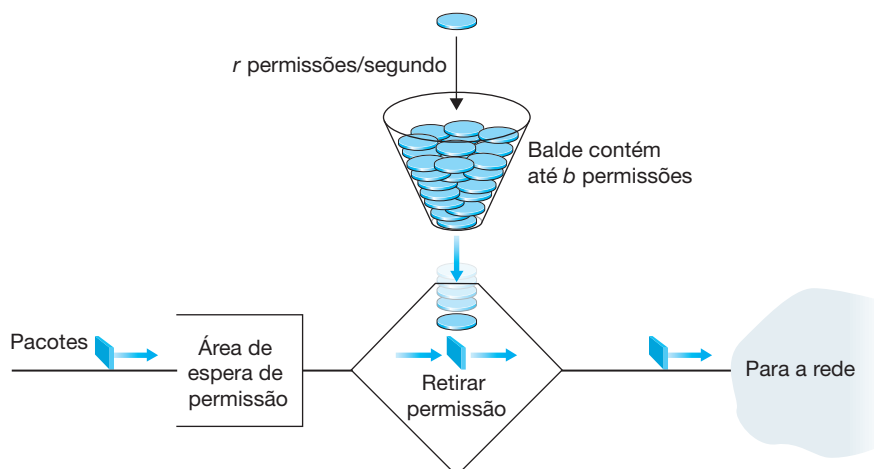 r permissões/segundo
Balde contém
até b permissões
Pacotes
Área de
espera de
permissão
Retirar
permissão
Para a rede